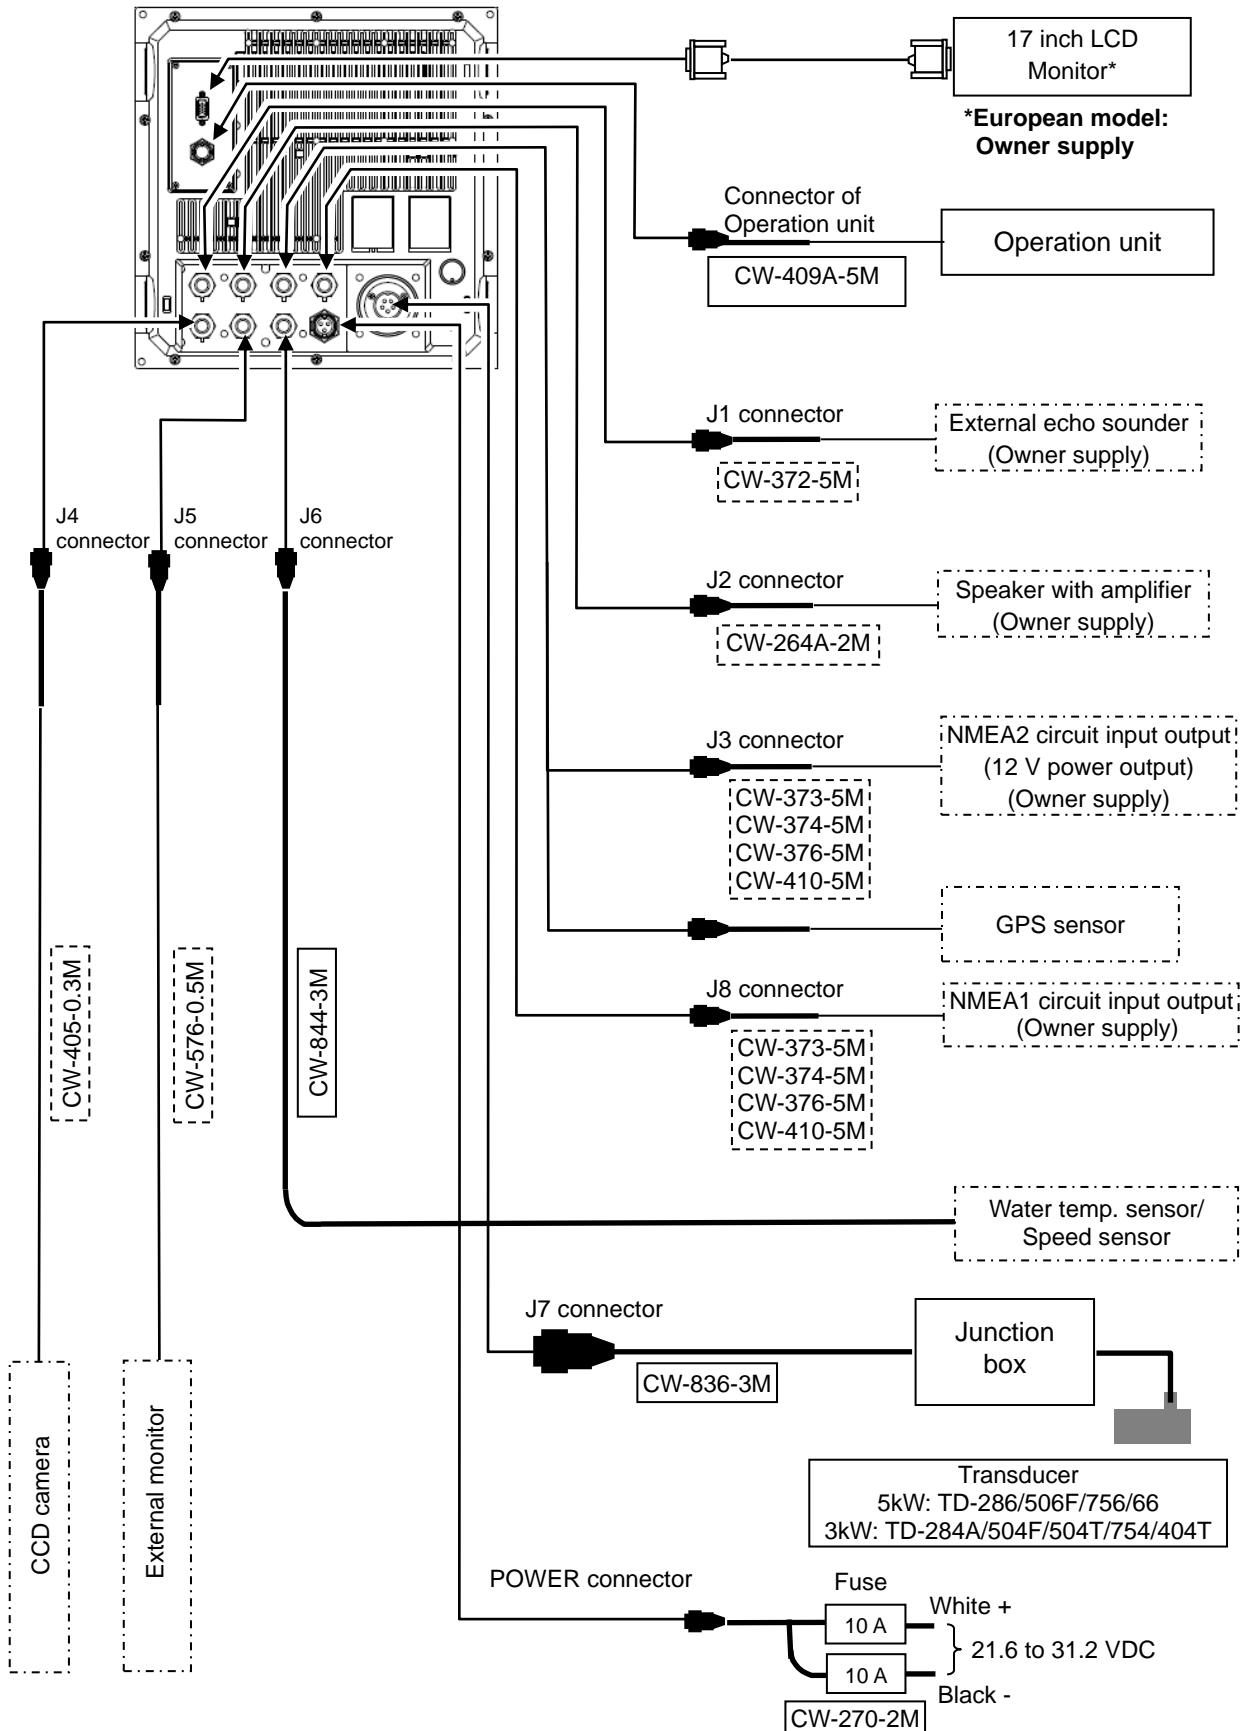 17 inch LCD
Monitor*
*European model:
Owner supply
Connector of
Operation unit
Operation unit
CW-409A-5M
J1 connector
External echo sounder
(Owner supply)
CW-372-5M
J4
connector
J5
connector
J6
connector
J2 connector
Speaker with amplifier
(Owner supply)
CW-264A-2M
J3 connector
NMEA2 circuit input output
(12 V power output)
(Owner supply)
CW-373-5M
CW-374-5M
CW-376-5M
CW-410-5M
GPS sensor
J8 connector
NMEA1 circuit input output
(Owner supply)
CW-373-5M
CW-374-5M
CW-376-5M
CW-410-5M
CW-405-0.3M
CW-576-0.5M
CW-844-3M
Water temp. sensor/
Speed sensor
J7 connector
Junction
box
CW-836-3M
CCD camera
External monitor
Transducer
5kW: TD-286/506F/756/66
3kW: TD-284A/504F/504T/754/404T
POWER connector
Fuse
White +
10 A
21.6 to 31.2 VDC
10 A
Black -
CW-270-2M